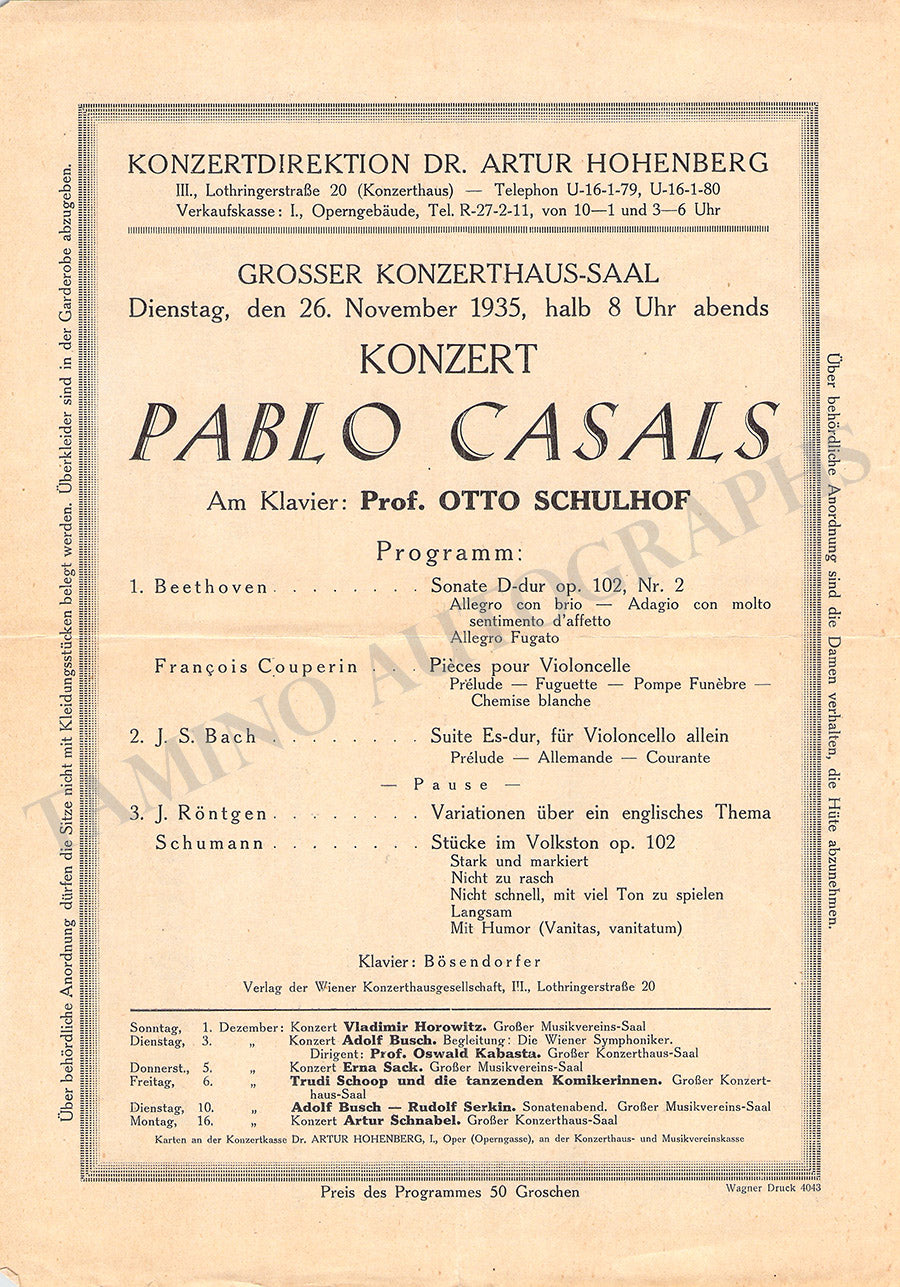 KONZERTDIREKTION DR. ARTUR HOHENBERG
III., Lothringerstraße 20 (Konzerthaus) — Telephon U-16-1-79, U-16-1-80
Verkaufskasse: I., Operngebäude, Tel. R-27-2-11, von 10—1 und 3—6 Uhr
GROSSER KONZERTHAUS-SAAL
Dienstag, den 26. November 1935, halb 8 Uhr abends
KONZERT
PABLO CASALS
Am Klavier: Prof. OTTO SCHULHOF
Programm:
1. Beethoven . . . . . . . . Sonate D-dur op. 102, Nr. 2
Allegro con brio — Adagio con molto
sentimento d'affetto
Allegro Fugato
François Couperin . . . Pièces pour Violoncelle
Prélude — Fuguette — Pompe Funèbre —
Chemise blanche
2. J. S. Bach . . . . . . . . Suite Es-dur, für Violoncello allein
Prélude — Allemande — Courante
— Pause —
3. J. Röntgen . . . . . . . . Variationen über ein englisches Thema
Schumann . . . . . . . . Stücke im Volkston op. 102
Stark und markiert
Nicht zu rasch
Nicht schnell, mit viel Ton zu spielen
Langsam
Mit Humor (Vanitas, vanitatum)
Klavier: Bösendorfer
Verlag der Wiener Konzerthausgesellschaft, III., Lothringerstraße 20
Sonntag, 1. Dezember: Konzert Vladimir Horowitz. Großer Musikvereins-Saal
Dienstag, 3. „ Konzert Adolf Busch. Begleitung: Die Wiener Symphoniker.
Dirigent: Prof. Oswald Kabasta. Großer Konzerthaus-Saal
Donnerst., 5. „ Konzert Erna Sack. Großer Musikvereins-Saal
Freitag, 6. „ Trudi Schoop und die tanzenden Komikerinnen. Großer Konzert-
haus-Saal
Dienstag, 10. „ Adolf Busch — Rudolf Serkin. Sonatenabend. Großer Musikvereins-Saal
Montag, 16. „ Konzert Artur Schnabel. Großer Konzerthaus-Saal
Karten an der Konzertkasse Dr. ARTUR HOHENBERG, I., Oper (Operngasse), an der Konzerthaus- und Musikvereinskasse
Preis des Programmes 50 Groschen
Wagner Druck 4043
Über behördliche Anordnung dürfen die Sitze nicht mit Kleidungsstücken belegt werden. Überkleider sind in der Garderobe abzugeben.
Über behördliche Anordnung sind die Damen verhalten, die Hüte abzunehmen.
TAMINO AUTOGRAPHS